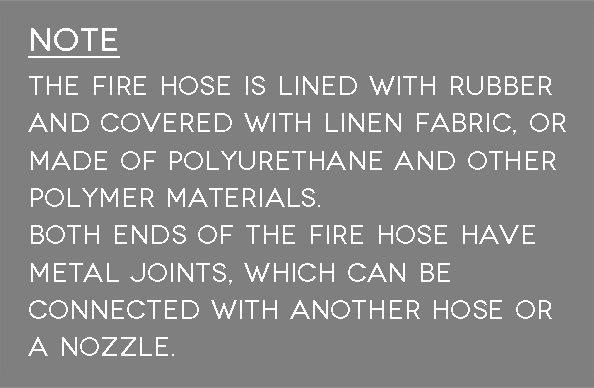 NOTE
THE FIRE HOSE IS LINED WITH RUBBER
AND COVERED WITH LINEN FABRIC, OR
MADE OF POLYURETHANE AND OTHER
POLYMER MATERIALS.
BOTH ENDS OF THE FIRE HOSE HAVE
METAL JOINTS, WHICH CAN BE
CONNECTED WITH ANOTHER HOSE OR
A NOZZLE.